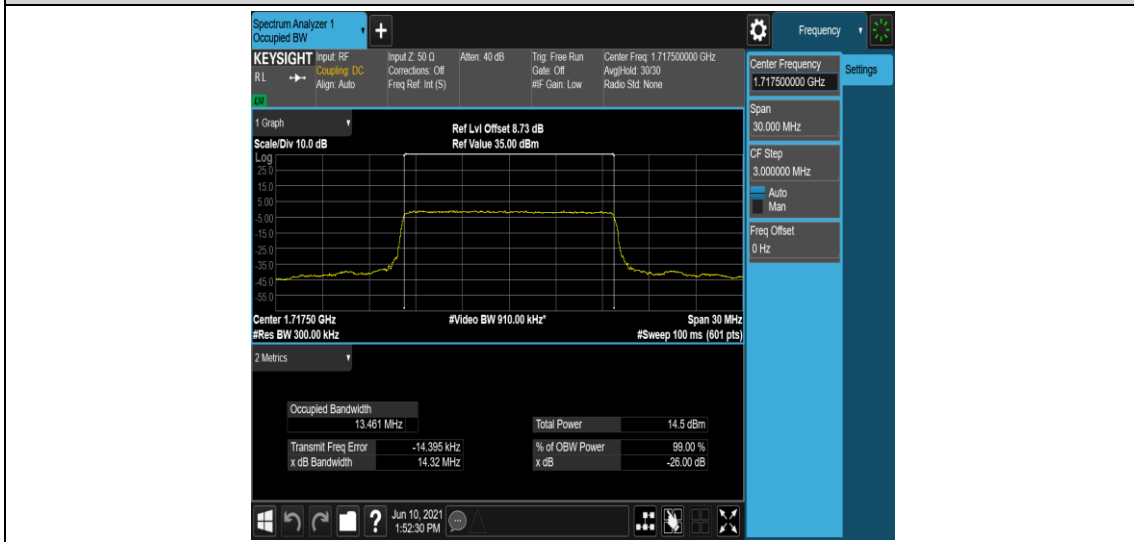 Spectrum Analyzer 1
Occupied BW
+
Frequency
KEYSIGHT
RL
LXI
Input: RF
Coupling: DC
Align: Auto
Input Z: 50 Ω
Corrections: Off
Freq Ref: Int (S)
Atten: 40 dB
Trig: Free Run
Gate: Off
#IF Gain: Low
Center Freq: 1.717500000 GHz
Avg|Hold: 30/30
Radio Std: None
Center Frequency
1.717500000 GHz
Settings
Span
30.000 MHz
CF Step
3.000000 MHz
Auto
Man
Freq Offset
0 Hz
1 Graph
Ref Lvl Offset 8.73 dB
Scale/Div 10.0 dB
Ref Value 35.00 dBm
Log
25.0
15.0
5.00
-5.00
-15.0
-25.0
-35.0
-45.0
-55.0
Center 1.71750 GHz
#Video BW 910.00 kHz*
Span 30 MHz
#Res BW 300.00 kHz
#Sweep 100 ms (601 pts)
2 Metrics
Occupied Bandwidth
13.461 MHz
Total Power 14.5 dBm
Transmit Freq Error -14.395 kHz
% of OBW Power 99.00 %
x dB Bandwidth 14.32 MHz
x dB -26.00 dB
?
Jun 10, 2021
1:52:30 PM